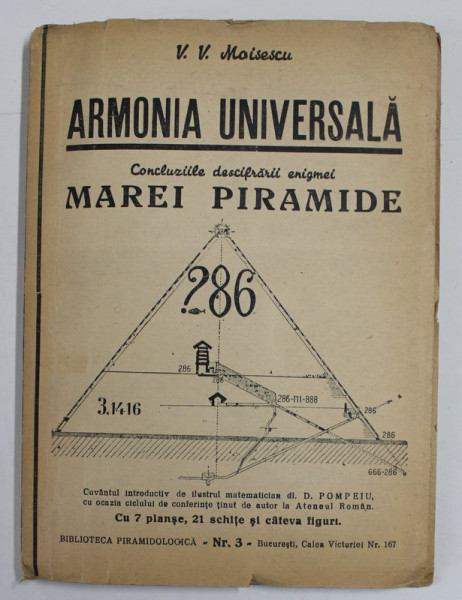 V. V. Moisescu
ARMONIA UNIVERSALĂ
Concluziile descifrării enigmei
MAREI PIRAMIDE
?286
286
286
3.1416
286-111-888
286
286
666-286
Cuvântul introductiv de ilustrul matematician dl. D. POMPEIU,
cu ocazia ciclului de conferințe ținut de autor la Ateneul Român.
Cu 7 planșe, 21 schițe și câteva figuri.
BIBLIOTECA PIRAMIDOLOGICĂ - Nr. 3 - București, Calea Victoriei Nr. 167